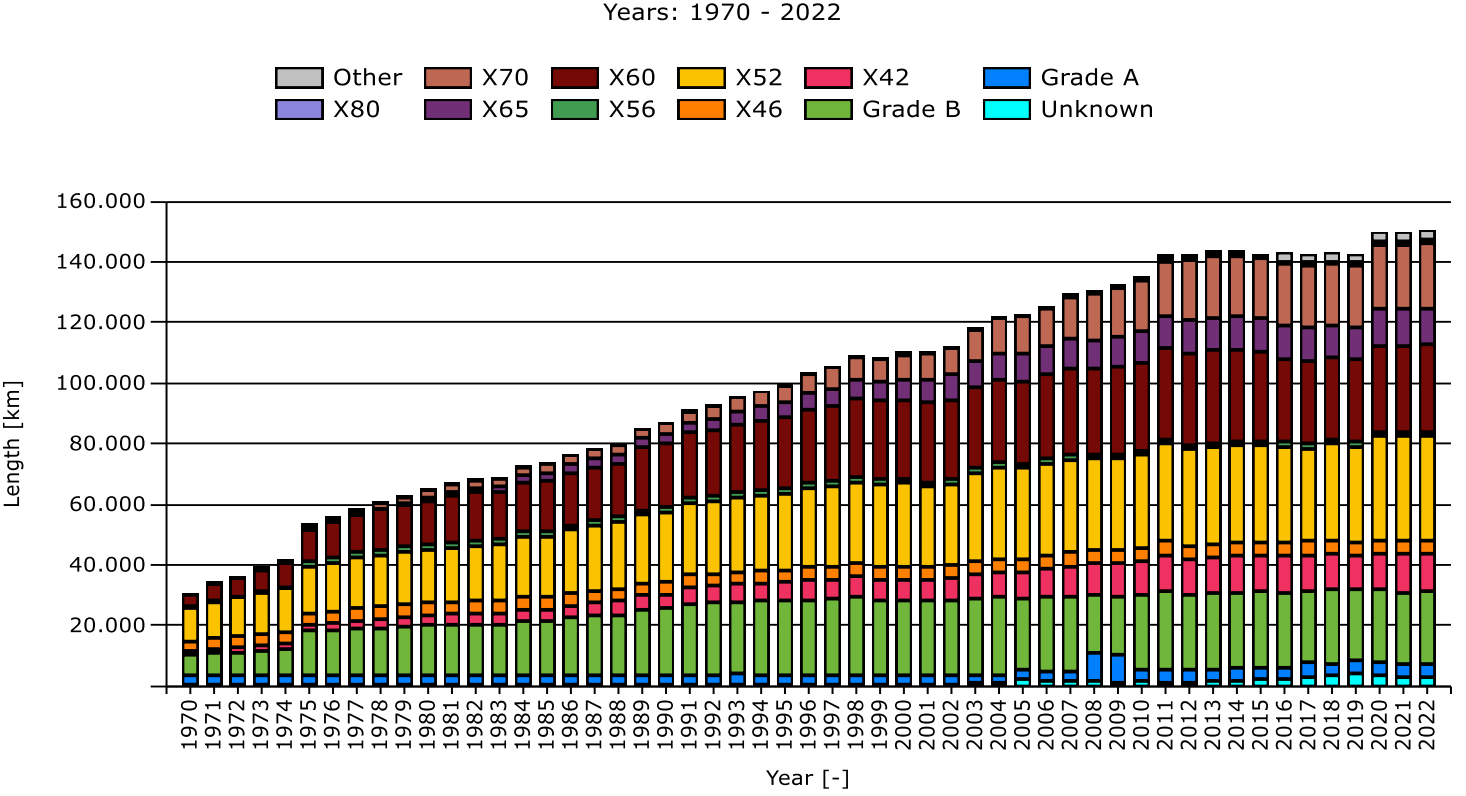 Years: 1970 - 2022
Other X70 X60 X52 X42 Grade A
X80 X65 X56 X46 Grade B Unknown
160.000
140.000
120.000
100.000
80.000
60.000
40.000
20.000
Length [km]
1970 1971 1972 1973 1974 1975 1976 1977 1978 1979 1980 1981 1982 1983 1984 1985 1986 1987 1988 1989 1990 1991 1992 1993 1994 1995 1996 1997 1998 1999 2000 2001 2002 2003 2004 2005 2006 2007 2008 2009 2010 2011 2012 2013 2014 2015 2016 2017 2018 2019 2020 2021 2022
Year [-]